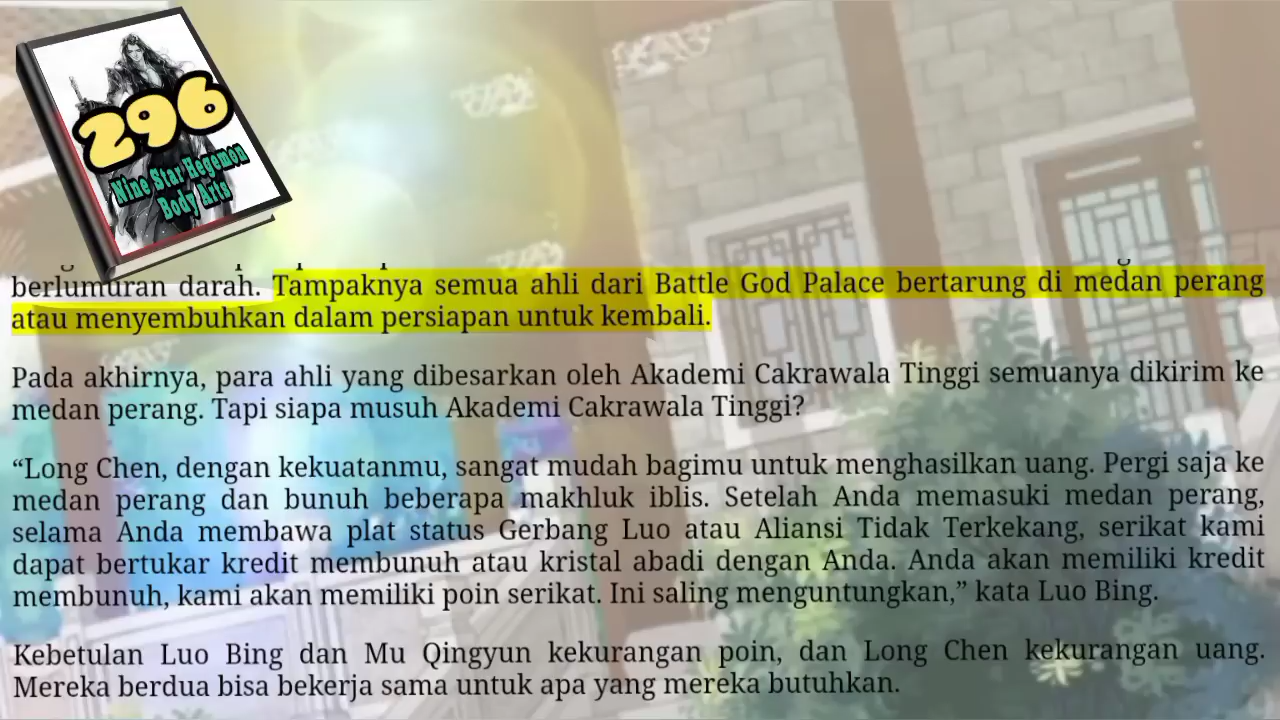 296
Nine Star Hegemon
Body Arts
berlumuran darah. Tampaknya semua ahli dari Battle God Palace bertarung di medan perang
atau menyembuhkan dalam persiapan untuk kembali.
Pada akhirnya, para ahli yang dibesarkan oleh Akademi Cakrawala Tinggi semuanya dikirim ke
medan perang. Tapi siapa musuh Akademi Cakrawala Tinggi?
“Long Chen, dengan kekuatanmu, sangat mudah bagimu untuk menghasilkan uang. Pergi saja ke
medan perang dan bunuh beberapa makhluk iblis. Setelah Anda memasuki medan perang,
selama Anda membawa plat status Gerbang Luo atau Aliansi Tidak Terkekang, serikat kami
dapat bertukar kredit membunuh atau kristal abadi dengan Anda. Anda akan memiliki kredit
membunuh, kami akan memiliki poin serikat. Ini saling menguntungkan,” kata Luo Bing.
Kebetulan Luo Bing dan Mu Qingyun kekurangan poin, dan Long Chen kekurangan uang.
Mereka berdua bisa bekerja sama untuk apa yang mereka butuhkan.